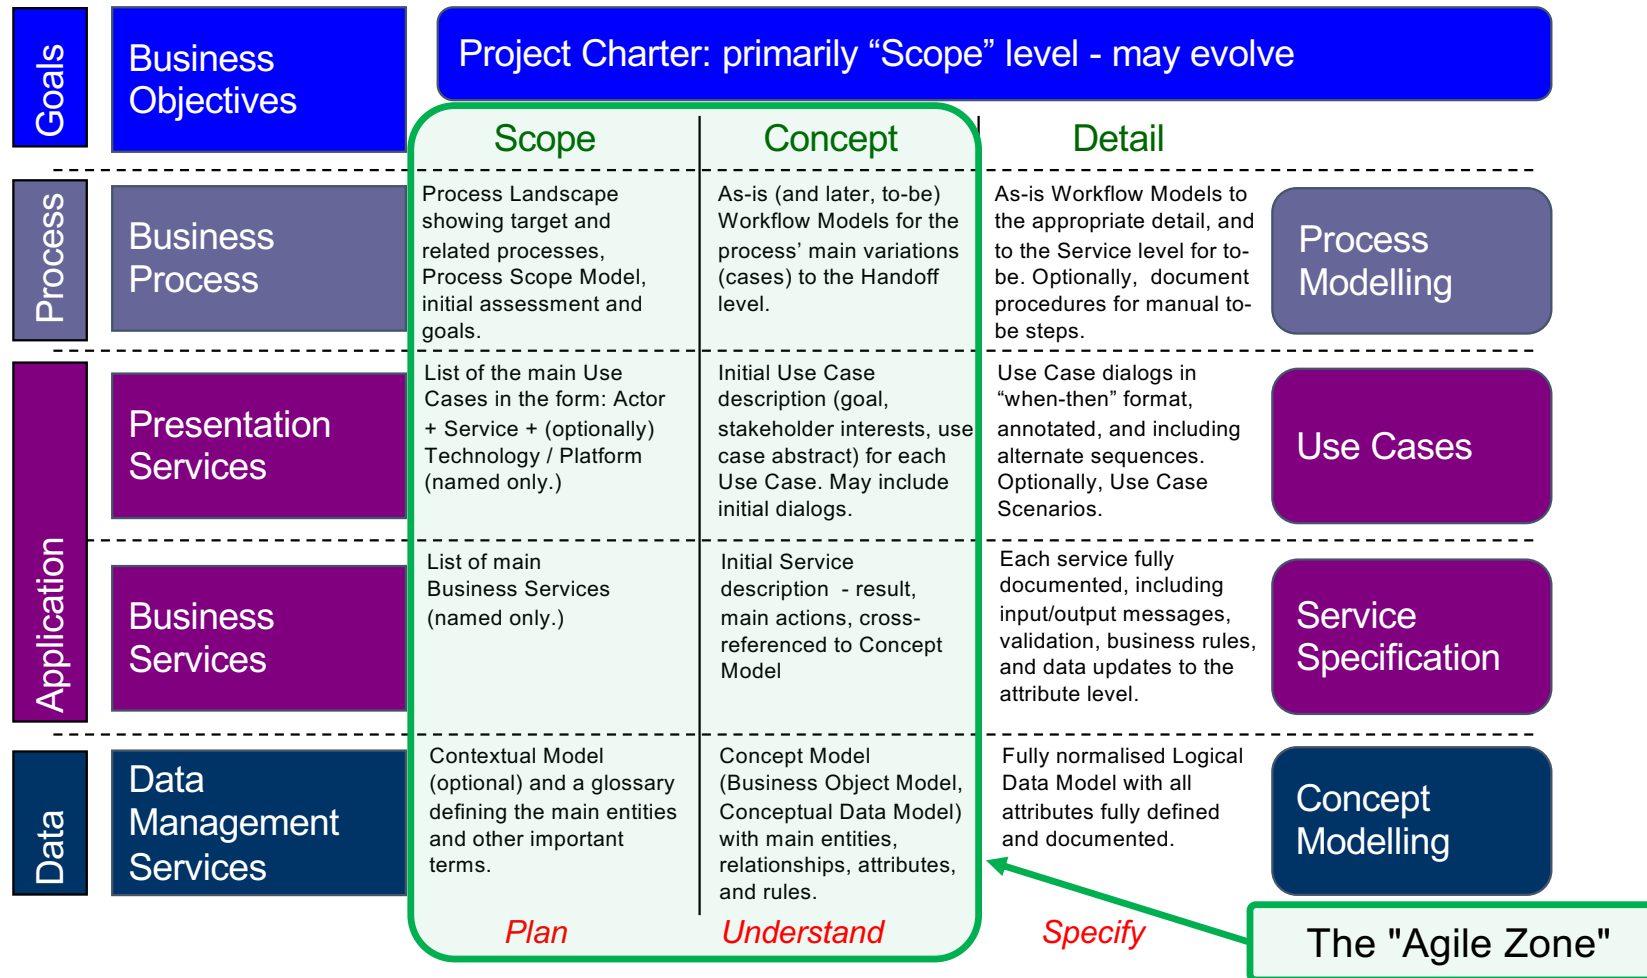 Goals
Business
Objectives
Project Charter: primarily “Scope” level - may evolve
Scope
Concept
Detail
Process
Business
Process
Process Landscape
showing target and
related processes,
Process Scope Model,
initial assessment and
goals.
As-is (and later, to-be)
Workflow Models for the
process’ main variations
(cases) to the Handoff
level.
As-is Workflow Models to
the appropriate detail, and
to the Service level for to-
be. Optionally, document
procedures for manual to-
be steps.
Process
Modelling
Application
Presentation
Services
List of the main Use
Cases in the form: Actor
+ Service + (optionally)
Technology / Platform
(named only.)
Initial Use Case
description (goal,
stakeholder interests, use
case abstract) for each
Use Case. May include
initial dialogs.
Use Case dialogs in
“when-then” format,
annotated, and including
alternate sequences.
Optionally, Use Case
Scenarios.
Use Cases
Business
Services
List of main
Business Services
(named only.)
Initial Service
description - result,
main actions, cross-
referenced to Concept
Model
Each service fully
documented, including
input/output messages,
validation, business rules,
and data updates to the
attribute level.
Service
Specification
Data
Data
Management
Services
Contextual Model
(optional) and a glossary
defining the main entities
and other important
terms.
Concept Model
(Business Object Model,
Conceptual Data Model)
with main entities,
relationships, attributes,
and rules.
Fully normalised Logical
Data Model with all
attributes fully defined
and documented.
Concept
Modelling
Plan
Understand
Specify
The "Agile Zone"